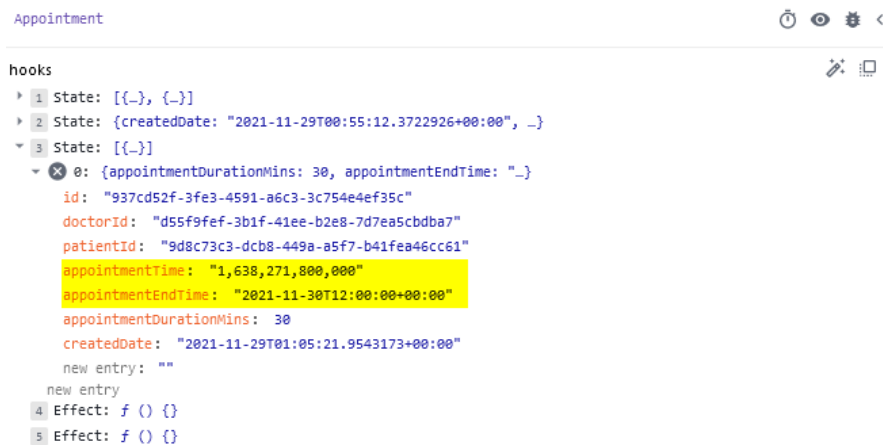 Appointment
hooks
1 State: [{…}, {…}]
2 State: {createdDate: "2021-11-29T00:55:12.3722926+00:00", …}
3 State: [{…}]
0: {appointmentDurationMins: 30, appointmentEndTime: "…}
id: "937cd52f-3fe3-4591-a6c3-3c754e4ef35c"
doctorId: "d55f9fef-3b1f-41ee-b2e8-7d7ea5cbdba7"
patientId: "9d8c73c3-dcb8-449a-a5f7-b41fea46cc61"
appointmentTime: "1,638,271,800,000"
appointmentEndTime: "2021-11-30T12:00:00+00:00"
appointmentDurationMins: 30
createdDate: "2021-11-29T01:05:21.9543173+00:00"
new entry: ""
new entry
4 Effect: ƒ () {}
5 Effect: ƒ () {}